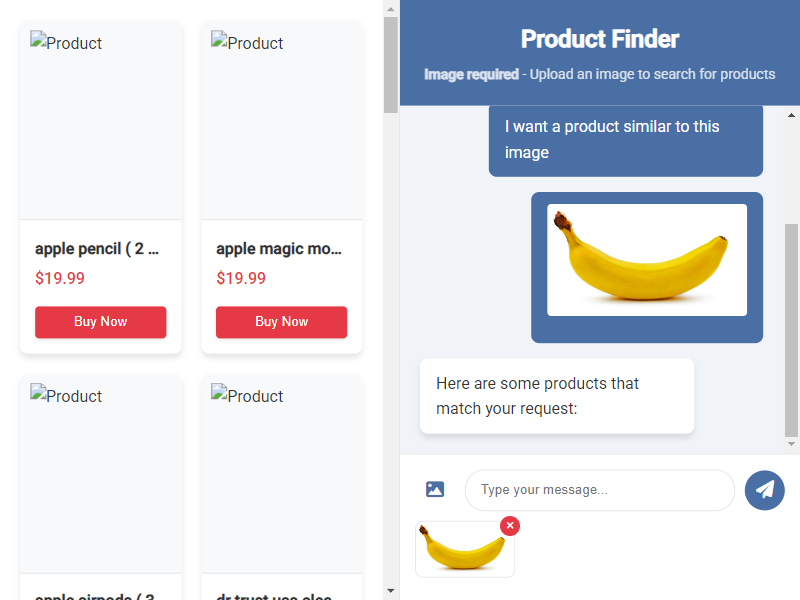 Product
Product
apple pencil ( 2 ...
apple magic mo...
$19.99
$19.99
Buy Now
Buy Now
Product
Product
apple airpods ( 3
dr trust usa elec
Product Finder
Image required - Upload an image to search for products
I want a product similar to this
image
Here are some products that
match your request:
Type your message...